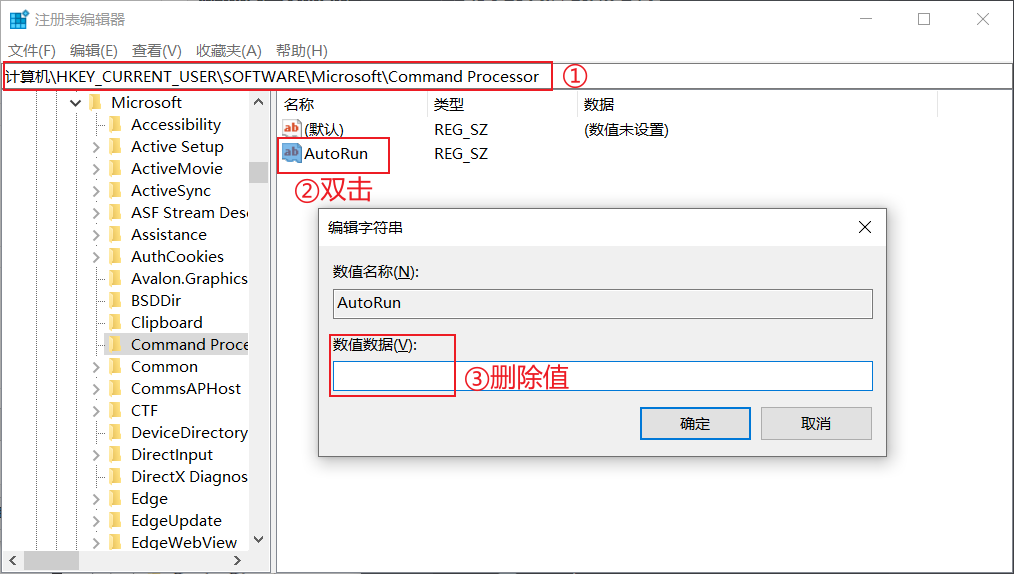 注册表编辑器
文件(F) 编辑(E) 查看(V) 收藏夹(A) 帮助(H)
计算机\HKEY_CURRENT_USER\SOFTWARE\Microsoft\Command Processor ①
Microsoft
Accessibility
Active Setup
ActiveMovie
ActiveSync
ASF Stream Des
Assistance
AuthCookies
Avalon.Graphics
BSDDir
Clipboard
Command Proce
Common
CommsAPHost
CTF
DeviceDirectory
DirectInput
DirectX Diagnos
Edge
EdgeUpdate
EdgeWebView
名称 类型 数据
ab (默认) REG_SZ (数值未设置)
ab AutoRun REG_SZ
②双击
编辑字符串
数值名称(N):
AutoRun
数值数据(V):
③删除值
确定 取消